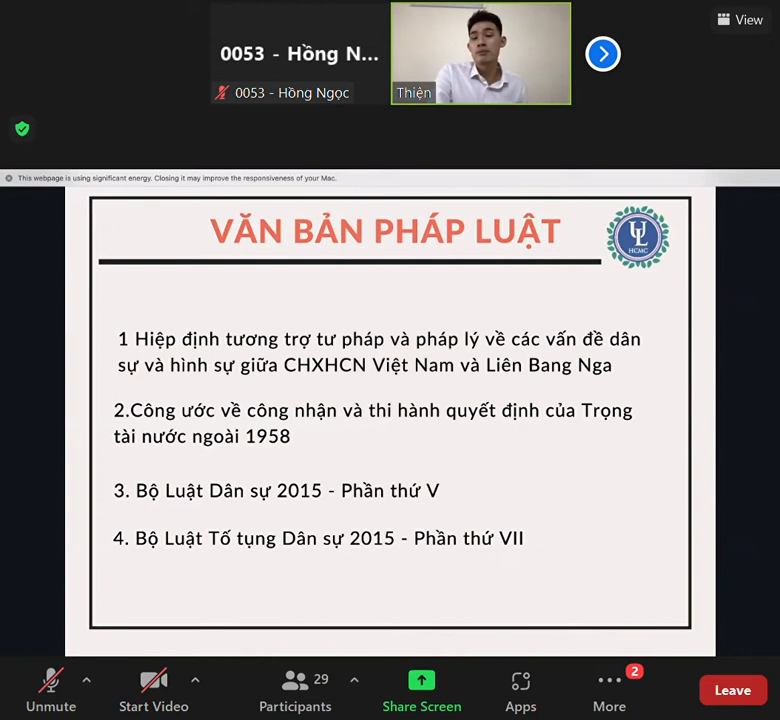 View
0053 - Hồng N...
0053 - Hồng Ngọc
Thiện
This webpage is using significant energy. Closing it may improve the responsiveness of your Mac.
VĂN BẢN PHÁP LUẬT
UL
HCMC
1 Hiệp định tương trợ tư pháp và pháp lý về các vấn đề dân
sự và hình sự giữa CHXHCN Việt Nam và Liên Bang Nga
2.Công ước về công nhận và thi hành quyết định của Trọng
tài nước ngoài 1958
3. Bộ Luật Dân sự 2015 - Phần thứ V
4. Bộ Luật Tố tụng Dân sự 2015 - Phần thứ VII
Unmute
Start Video
Participants
29
Share Screen
Apps
More
2
Leave